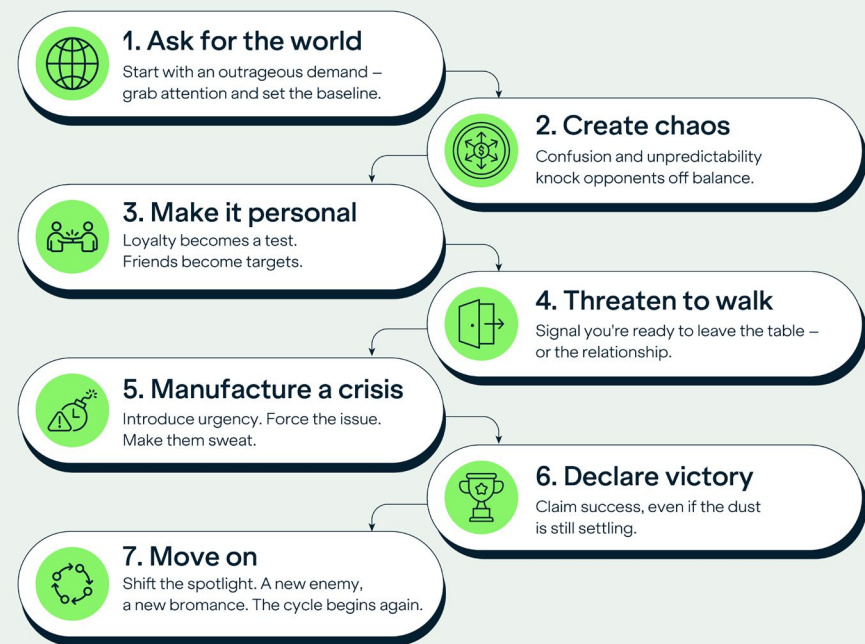 1. Ask for the world
Start with an outrageous demand –
grab attention and set the baseline.
2. Create chaos
Confusion and unpredictability
knock opponents off balance.
3. Make it personal
Loyalty becomes a test.
Friends become targets.
4. Threaten to walk
Signal you're ready to leave the table –
or the relationship.
5. Manufacture a crisis
Introduce urgency. Force the issue.
Make them sweat.
6. Declare victory
Claim success, even if the dust
is still settling.
7. Move on
Shift the spotlight. A new enemy,
a new bromance. The cycle begins again.